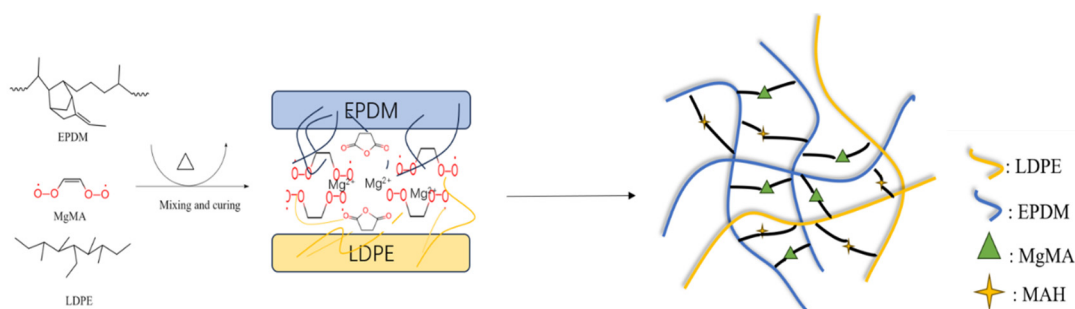 EPDM
MgMA
LDPE
Mixing and curing
EPDM
Mg2+
Mg2+
Mg2+
LDPE
: LDPE
: EPDM
: MgMA
: MAH